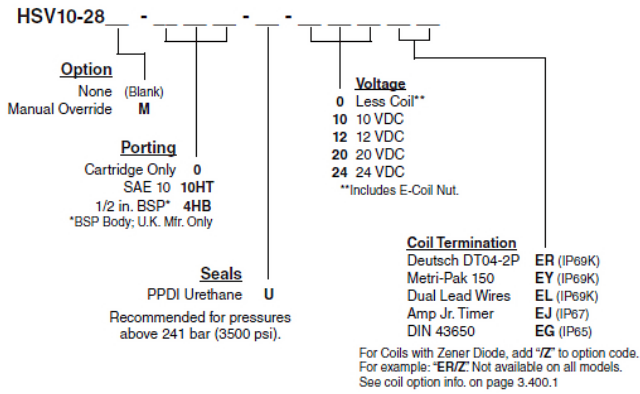 HSV10-28__ - __ __ __ - __ - __ __ __ __ __
Option
None (Blank)
Manual Override M
Porting
Cartridge Only 0
SAE 10 10HT
1/2 in. BSP* 4HB
*BSP Body; U.K. Mfr. Only
Seals
PPDI Urethane U
Recommended for pressures
above 241 bar (3500 psi).
Voltage
0 Less Coil**
10 10 VDC
12 12 VDC
20 20 VDC
24 24 VDC
**Includes E-Coil Nut.
Coil Termination
Deutsch DT04-2P ER (IP69K)
Metri-Pak 150 EY (IP69K)
Dual Lead Wires EL (IP69K)
Amp Jr. Timer EJ (IP67)
DIN 43650 EG (IP65)
For Coils with Zener Diode, add “/Z” to option code.
For example: “ER/Z.” Not available on all models.
See coil option info. on page 3.400.1